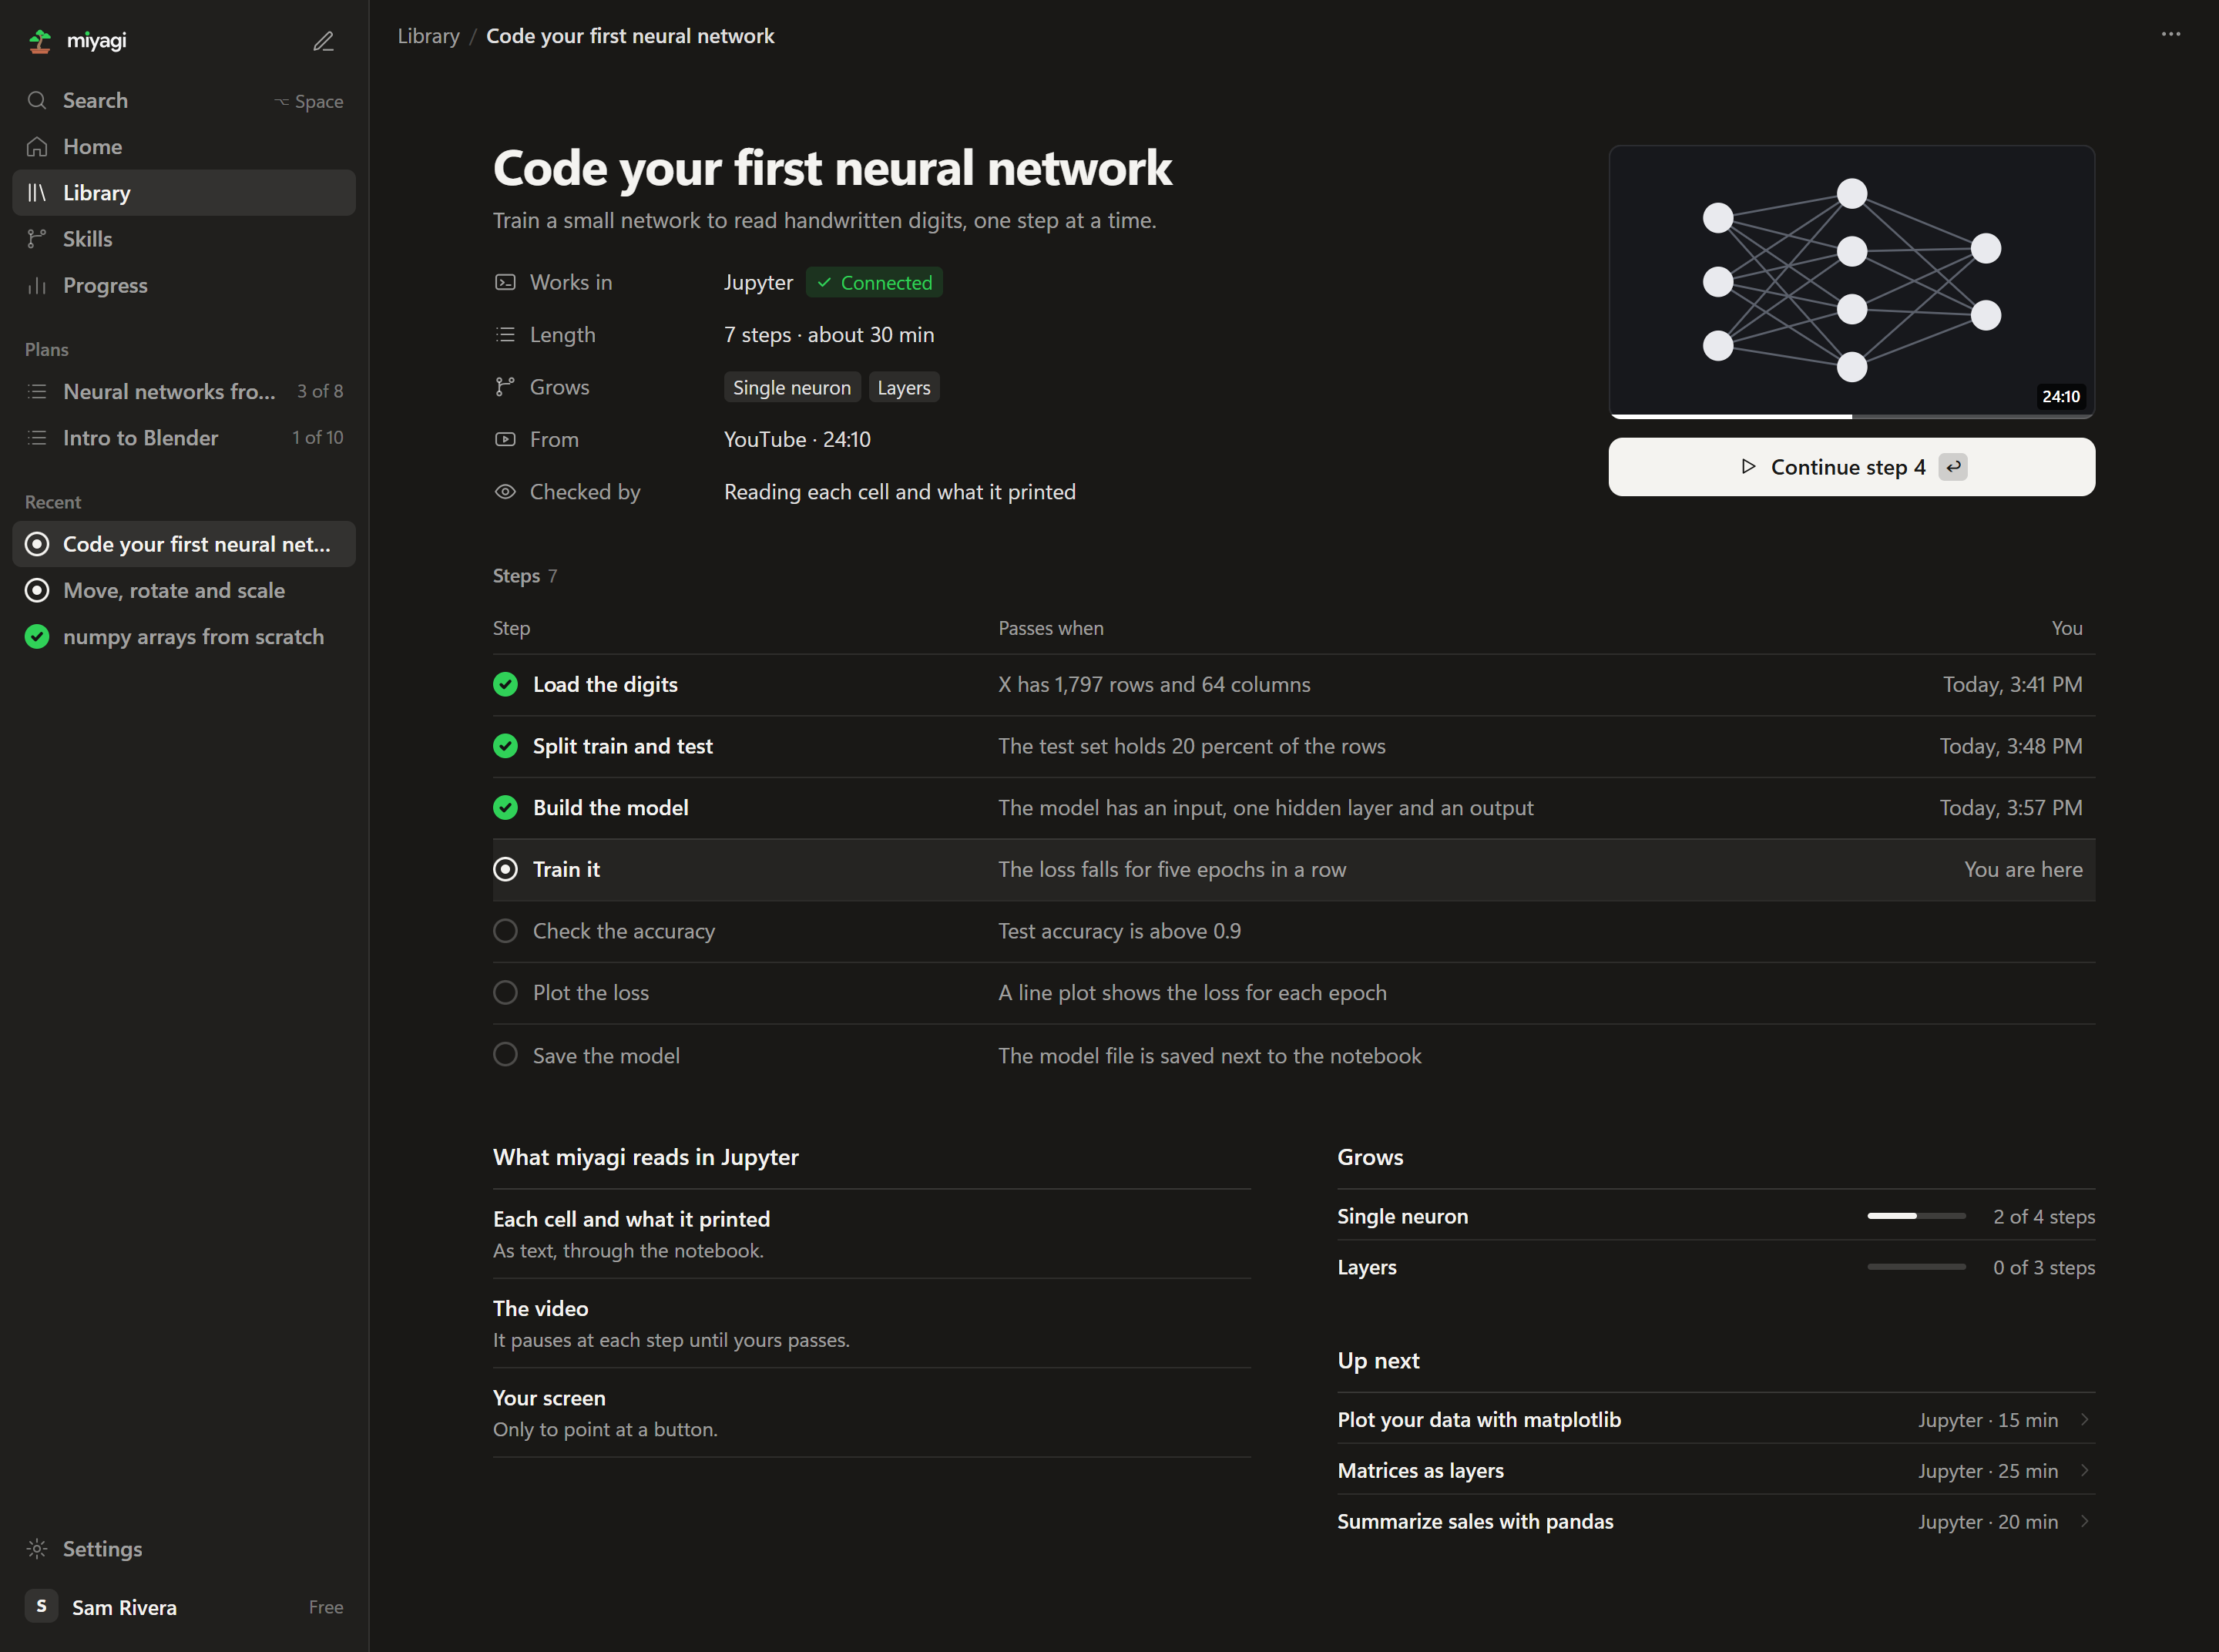 miyagi
Search
⌥ Space
Home
Library
Skills
Progress
Plans
Neural networks fro...
3 of 8
Intro to Blender
1 of 10
Recent
Code your first neural net...
Move, rotate and scale
numpy arrays from scratch
Settings
S
Sam Rivera
Free
Library / Code your first neural network
Code your first neural network
Train a small network to read handwritten digits, one step at a time.
Works in
Jupyter
Connected
Length
7 steps · about 30 min
Grows
Single neuron
Layers
From
YouTube · 24:10
Checked by
Reading each cell and what it printed
24:10
Continue step 4
Steps 7
Step
Passes when
You
Load the digits
X has 1,797 rows and 64 columns
Today, 3:41 PM
Split train and test
The test set holds 20 percent of the rows
Today, 3:48 PM
Build the model
The model has an input, one hidden layer and an output
Today, 3:57 PM
Train it
The loss falls for five epochs in a row
You are here
Check the accuracy
Test accuracy is above 0.9
Plot the loss
A line plot shows the loss for each epoch
Save the model
The model file is saved next to the notebook
What miyagi reads in Jupyter
Each cell and what it printed
As text, through the notebook.
The video
It pauses at each step until yours passes.
Your screen
Only to point at a button.
Grows
Single neuron
2 of 4 steps
Layers
0 of 3 steps
Up next
Plot your data with matplotlib
Jupyter · 15 min
Matrices as layers
Jupyter · 25 min
Summarize sales with pandas
Jupyter · 20 min